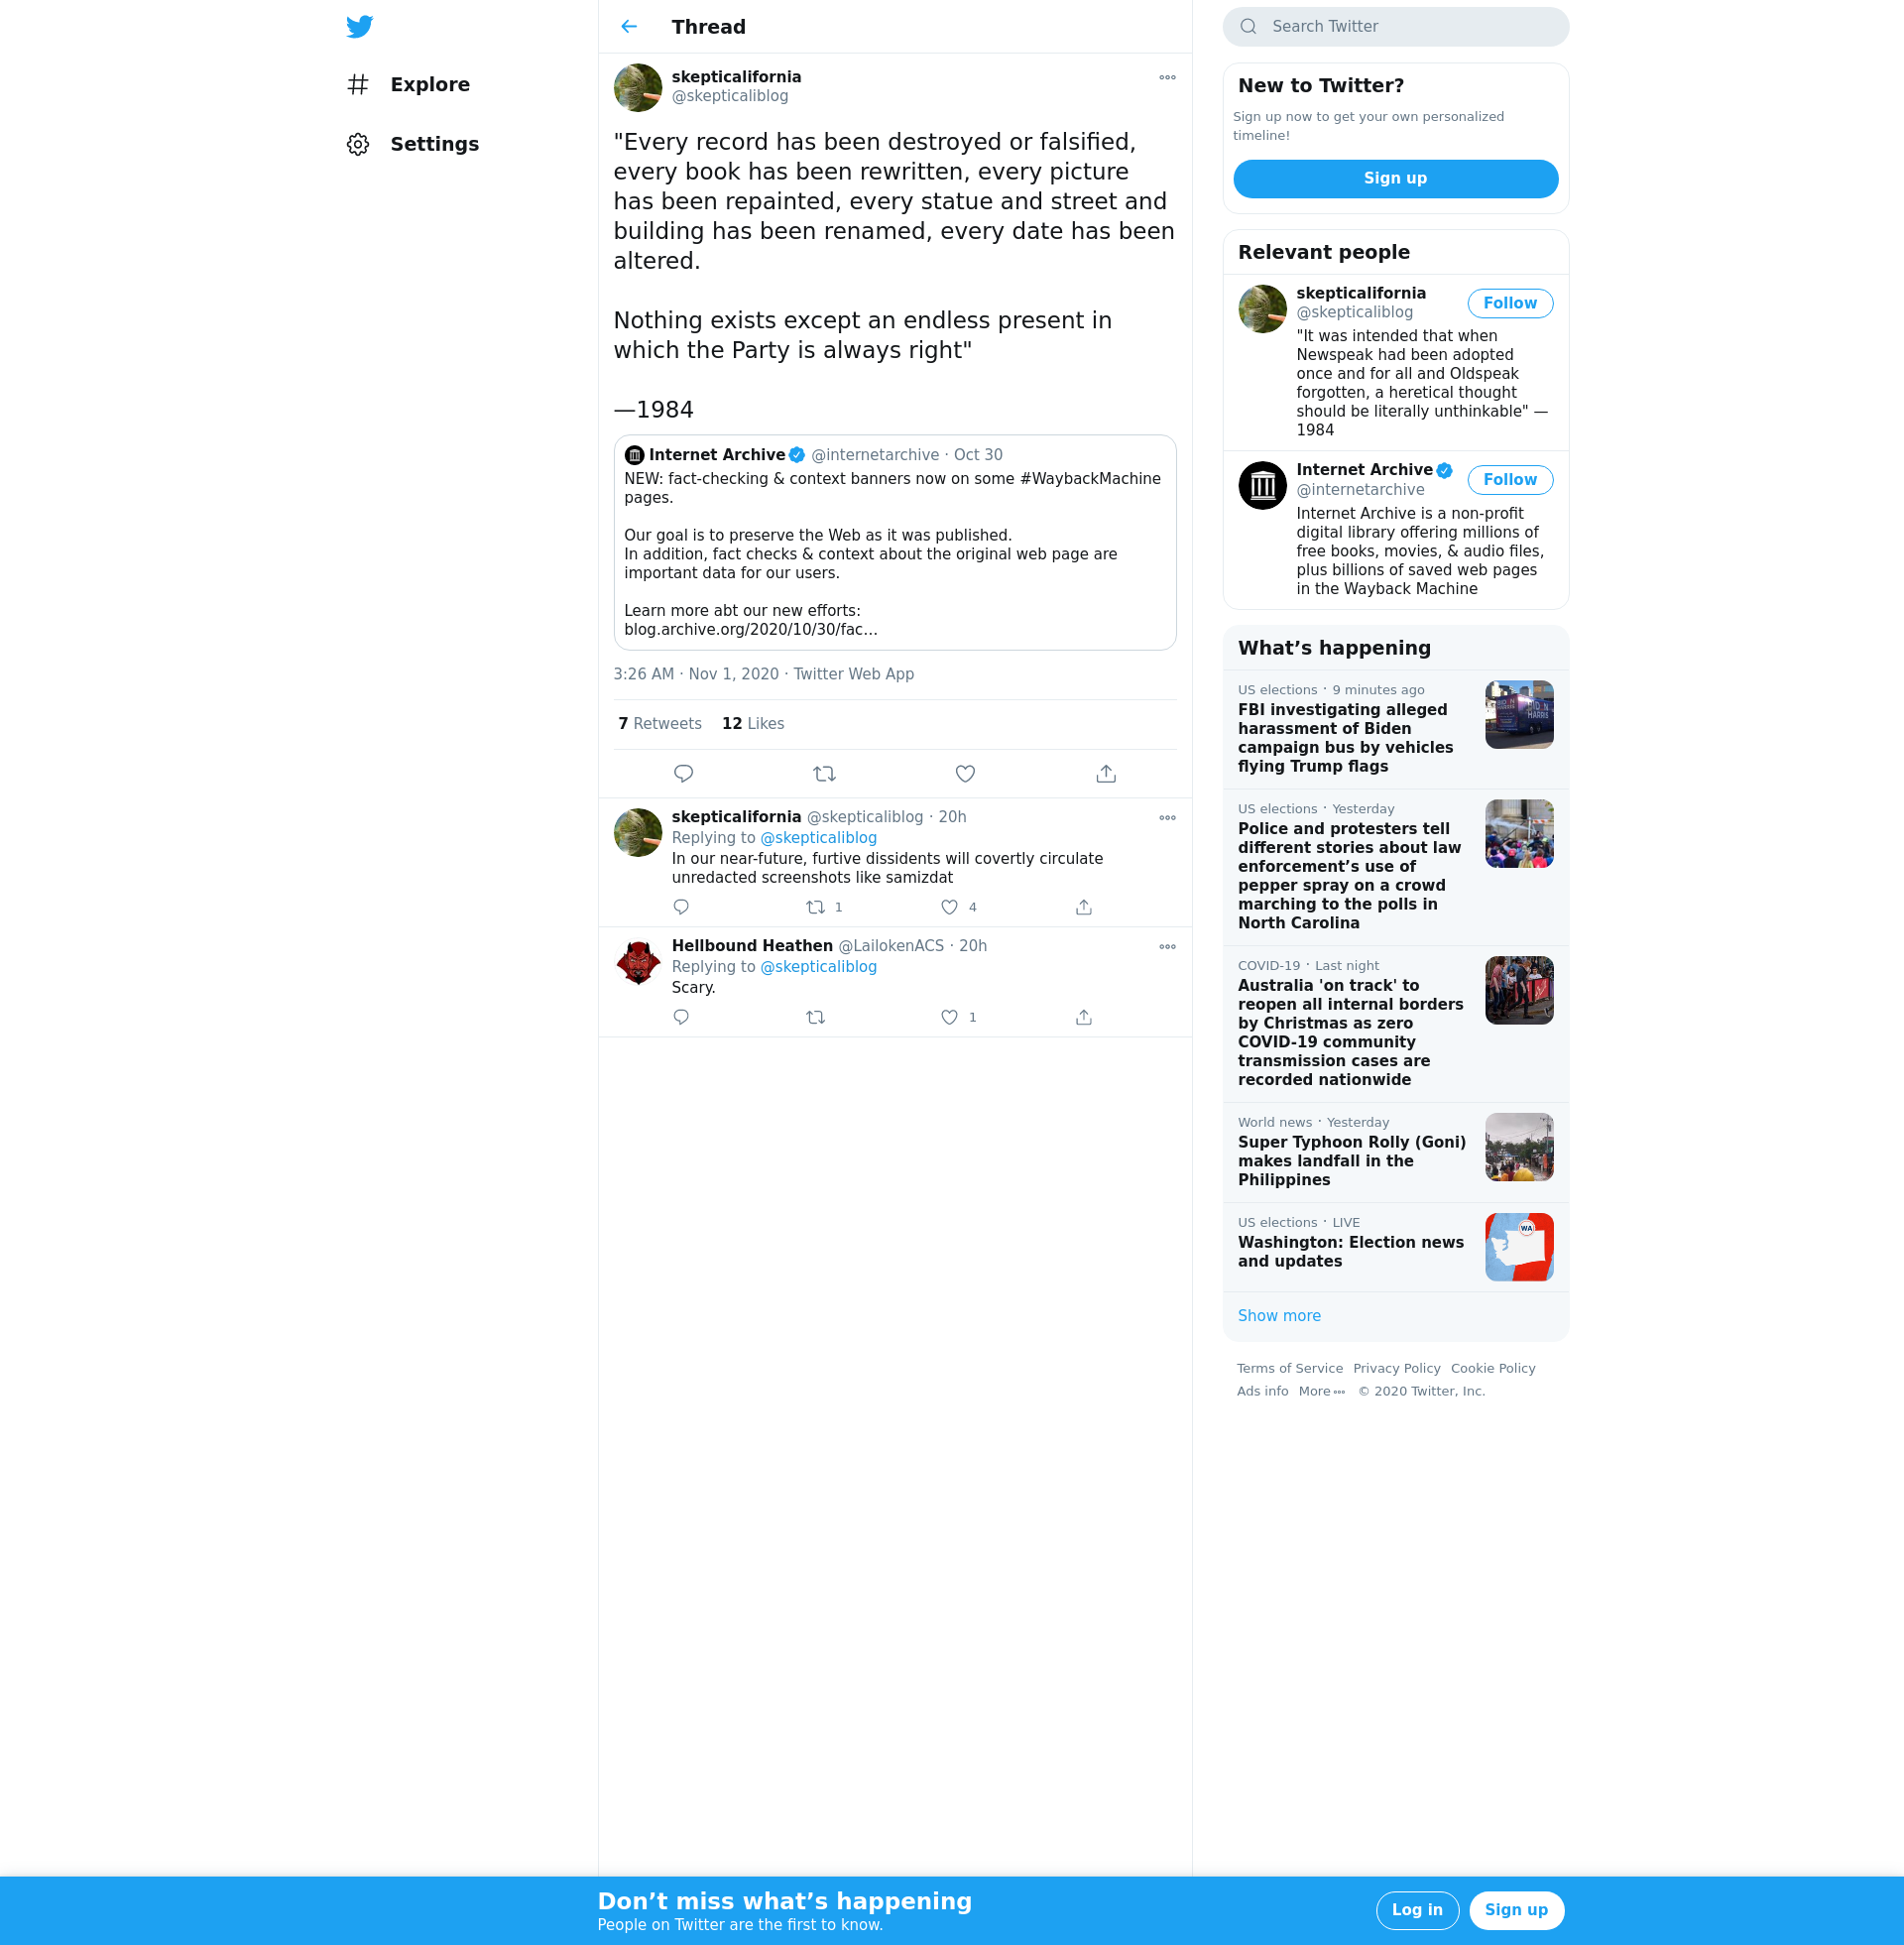 Explore
Settings
Thread
skepticalifornia
@skepticaliblog
"Every record has been destroyed or falsified,
every book has been rewritten, every picture
has been repainted, every statue and street and
building has been renamed, every date has been
altered.
Nothing exists except an endless present in
which the Party is always right"
—1984
Internet Archive @internetarchive · Oct 30
NEW: fact-checking & context banners now on some #WaybackMachine
pages.
Our goal is to preserve the Web as it was published.
In addition, fact checks & context about the original web page are
important data for our users.
Learn more abt our new efforts:
blog.archive.org/2020/10/30/fac…
3:26 AM · Nov 1, 2020 · Twitter Web App
7 Retweets 12 Likes
skepticalifornia @skepticaliblog · 20h
Replying to @skepticaliblog
In our near-future, furtive dissidents will covertly circulate
unredacted screenshots like samizdat
1 4
Hellbound Heathen @LailokenACS · 20h
Replying to @skepticaliblog
Scary.
1
Search Twitter
New to Twitter?
Sign up now to get your own personalized
timeline!
Sign up
Relevant people
skepticalifornia
@skepticaliblog
Follow
"It was intended that when
Newspeak had been adopted
once and for all and Oldspeak
forgotten, a heretical thought
should be literally unthinkable" —
1984
Internet Archive
@internetarchive
Follow
Internet Archive is a non-profit
digital library offering millions of
free books, movies, & audio files,
plus billions of saved web pages
in the Wayback Machine
What’s happening
US elections · 9 minutes ago
FBI investigating alleged
harassment of Biden
campaign bus by vehicles
flying Trump flags
BIDEN
HARRIS
US elections · Yesterday
Police and protesters tell
different stories about law
enforcement’s use of
pepper spray on a crowd
marching to the polls in
North Carolina
COVID-19 · Last night
Australia 'on track' to
reopen all internal borders
by Christmas as zero
COVID-19 community
transmission cases are
recorded nationwide
World news · Yesterday
Super Typhoon Rolly (Goni)
makes landfall in the
Philippines
US elections · LIVE
Washington: Election news
and updates
WA
Show more
Terms of Service Privacy Policy Cookie Policy
Ads info More © 2020 Twitter, Inc.
Don’t miss what’s happening
People on Twitter are the first to know.
Log in
Sign up